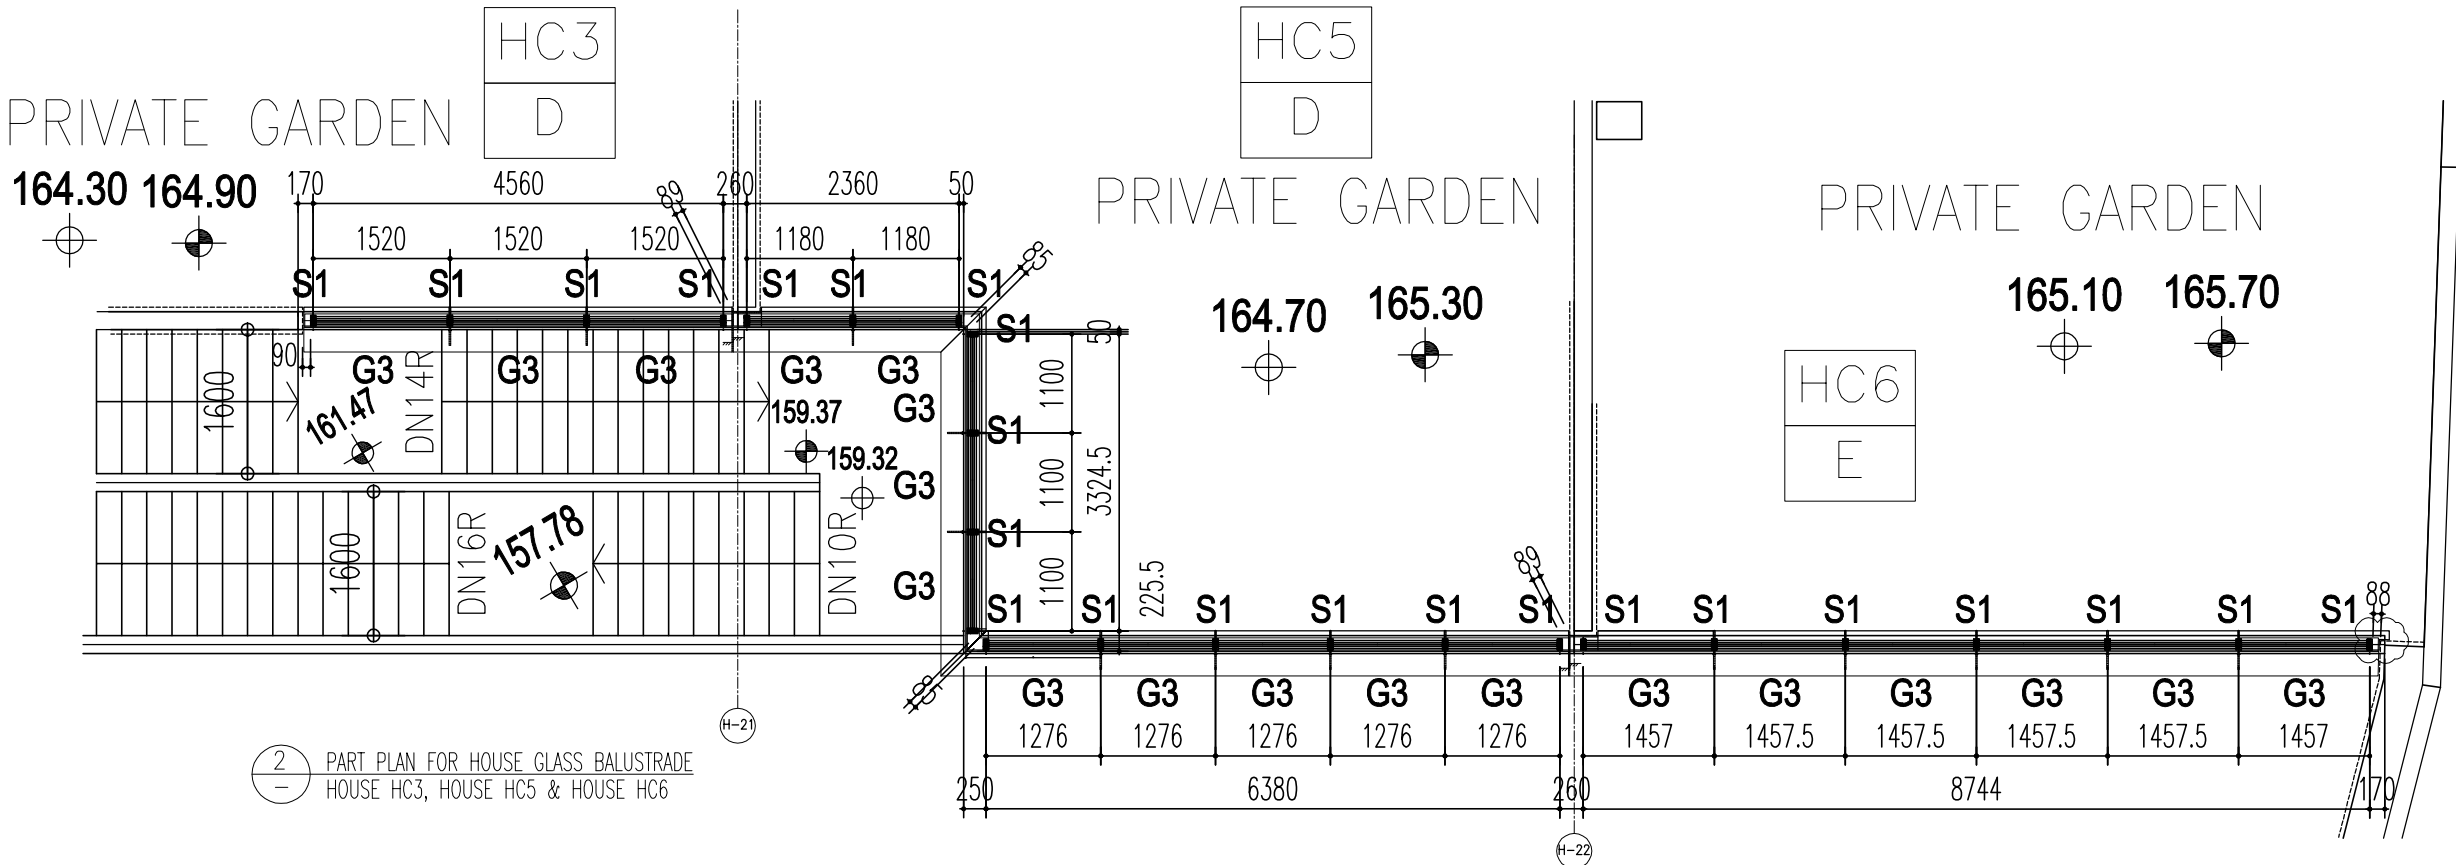 HC3
D
HC5
D
PRIVATE GARDEN
164.30 164.90
170 4560 68 260 2360 50
PRIVATE GARDEN
PRIVATE GARDEN
1520 1520 1520 1180 1180
85
S1 S1 S1 S1 S1 S1 S1
164.70 165.30
165.10 165.70
S1
50
90
G3 G3 G3 G3 G3
1600
161.47
DN14R
159.37
G3
1100
HC6
E
S1
159.32
G3
1100
3324.5
1600
DN16R
157.78
DN10R
S1
G3
1100
225.5
89
88
S1 S1 S1 S1 S1 S1 S1 S1 S1 S1 S1 S1 S1
85
G3 G3 G3 G3 G3 G3 G3 G3 G3 G3 G3
H-21
1276 1276 1276 1276 1276 1457 1457.5 1457.5 1457.5 1457.5 1457
2
PART PLAN FOR HOUSE GLASS BALUSTRADE
-
HOUSE HC3, HOUSE HC5 & HOUSE HC6
250 6380 260 8744 170
H-22